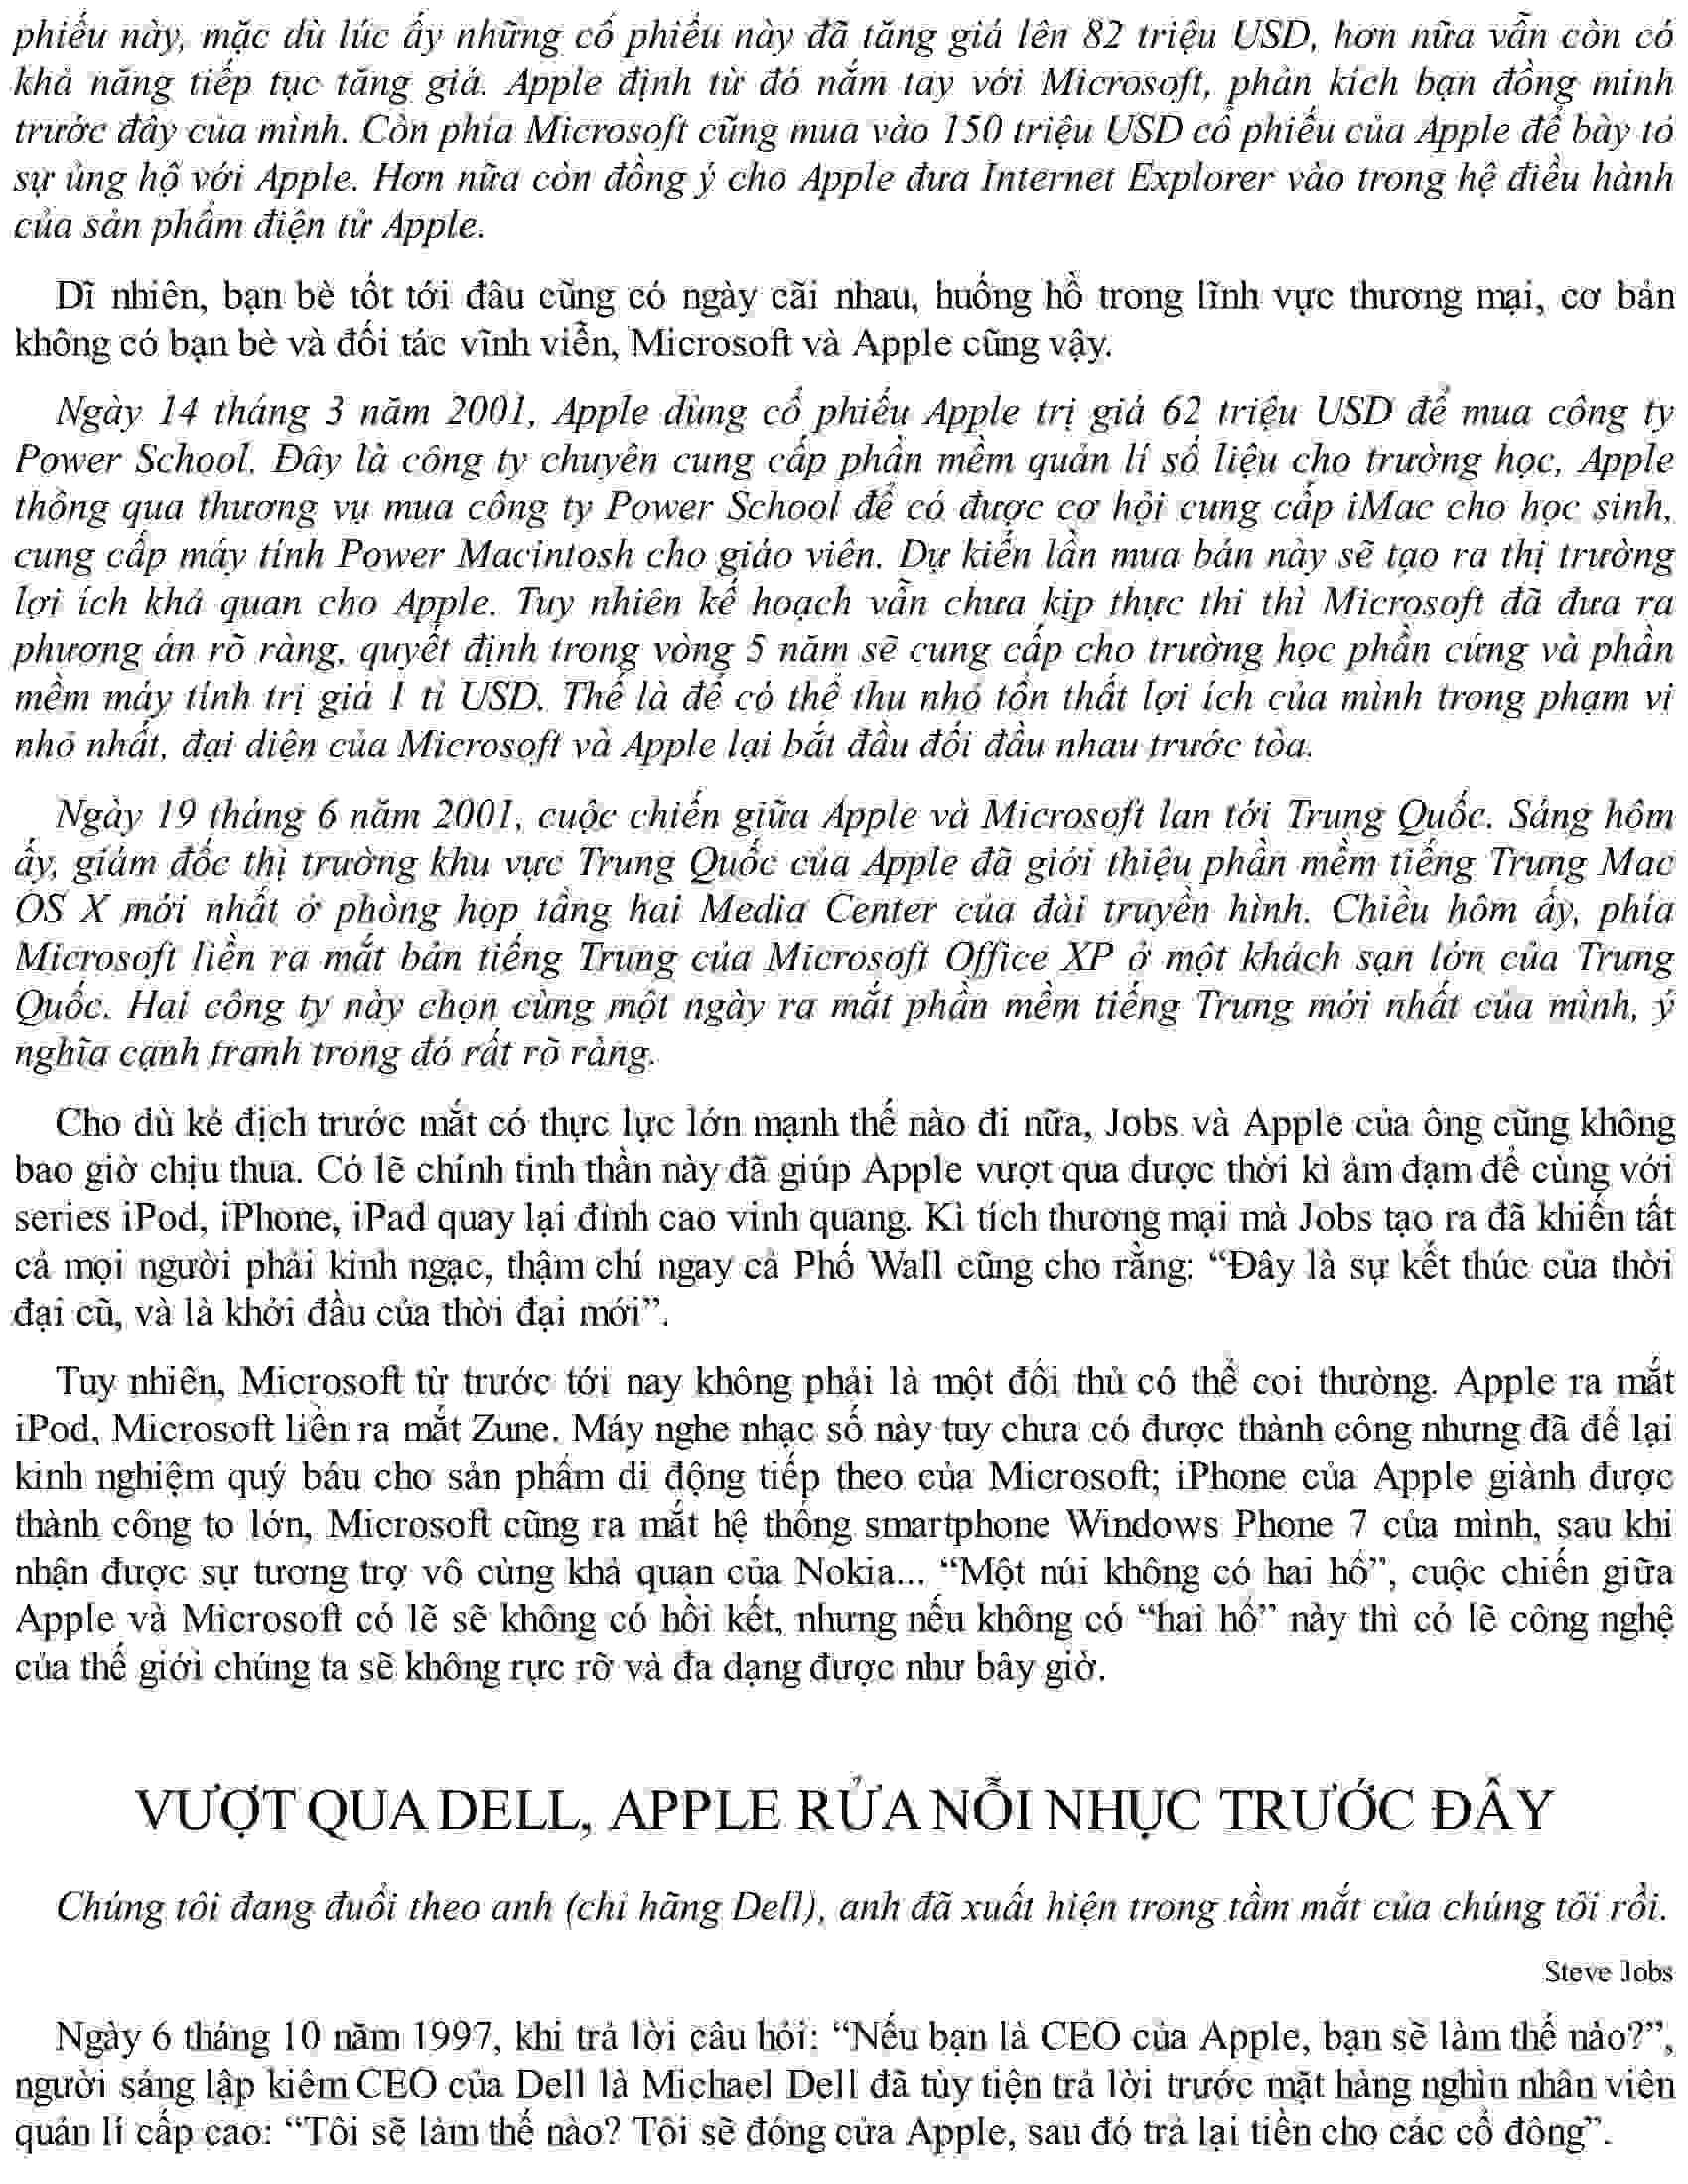 phiếu này, mặc dù lúc ấy những cổ phiếu này đã tăng giá lên 82 triệu USD, hơn nữa vẫn còn có
khả năng tiếp tục tăng giá. Apple định từ đó nắm tay với Microsoft, phản kích bạn đồng minh
trước đây của mình. Còn phía Microsoft cũng mua vào 150 triệu USD cổ phiếu của Apple để bày tỏ
sự ủng hộ với Apple. Hơn nữa còn đồng ý cho Apple đưa Internet Explorer vào trong hệ điều hành
của sản phẩm điện tử Apple.
Dĩ nhiên, bạn bè tốt tới đâu cũng có ngày cãi nhau, huống hồ trong lĩnh vực thương mại, cơ bản
không có bạn bè và đối tác vĩnh viễn, Microsoft và Apple cũng vậy.
Ngày 14 tháng 3 năm 2001, Apple dùng cổ phiếu Apple trị giá 62 triệu USD để mua công ty
Power School. Đây là công ty chuyên cung cấp phần mềm quản lí số liệu cho trường học, Apple
thông qua thương vụ mua công ty Power School để có được cơ hội cung cấp iMac cho học sinh,
cung cấp máy tính Power Macintosh cho giáo viên. Dự kiến lần mua bán này sẽ tạo ra thị trường
lợi ích khả quan cho Apple. Tuy nhiên kế hoạch vẫn chưa kịp thực thi thì Microsoft đã đưa ra
phương án rõ ràng, quyết định trong vòng 5 năm sẽ cung cấp cho trường học phần cứng và phần
mềm máy tính trị giá 1 tỉ USD. Thế là để có thể thu nhỏ tổn thất lợi ích của mình trong phạm vi
nhỏ nhất, đại diện của Microsoft và Apple lại bắt đầu đối đầu nhau trước tòa.
Ngày 19 tháng 6 năm 2001, cuộc chiến giữa Apple và Microsoft lan tới Trung Quốc. Sáng hôm
ấy, giám đốc thị trường khu vực Trung Quốc của Apple đã giới thiệu phần mềm tiếng Trung Mac
OS X mới nhất ở phòng họp tầng hai Media Center của đài truyền hình. Chiều hôm ấy, phía
Microsoft liền ra mắt bản tiếng Trung của Microsoft Office XP ở một khách sạn lớn của Trung
Quốc. Hai công ty này chọn cùng một ngày ra mắt phần mềm tiếng Trung mới nhất của mình, ý
nghĩa cạnh tranh trong đó rất rõ ràng.
Cho dù kẻ địch trước mắt có thực lực lớn mạnh thế nào đi nữa, Jobs và Apple của ông cũng không
bao giờ chịu thua. Có lẽ chính tinh thần này đã giúp Apple vượt qua được thời kì ảm đạm để cùng với
series iPod, iPhone, iPad quay lại đỉnh cao vinh quang. Kì tích thương mại mà Jobs tạo ra đã khiến tất
cả mọi người phải kinh ngạc, thậm chí ngay cả Phố Wall cũng cho rằng: “Đây là sự kết thúc của thời
đại cũ, và là khởi đầu của thời đại mới”.
Tuy nhiên, Microsoft từ trước tới nay không phải là một đối thủ có thể coi thường. Apple ra mắt
iPod, Microsoft liền ra mắt Zune. Máy nghe nhạc số này tuy chưa có được thành công nhưng đã để lại
kinh nghiệm quý báu cho sản phẩm di động tiếp theo của Microsoft; iPhone của Apple giành được
thành công to lớn, Microsoft cũng ra mắt hệ thống smartphone Windows Phone 7 của mình, sau khi
nhận được sự tương trợ vô cùng khả quan của Nokia... “Một núi không có hai hổ”, cuộc chiến giữa
Apple và Microsoft có lẽ sẽ không có hồi kết, nhưng nếu không có “hai hổ” này thì có lẽ công nghệ
của thế giới chúng ta sẽ không rực rỡ và đa dạng được như bây giờ.
VƯỢT QUA DELL, APPLE RỬA NỖI NHỤC TRƯỚC ĐÂY
Chúng tôi đang đuổi theo anh (chỉ hãng Dell), anh đã xuất hiện trong tầm mắt của chúng tôi rồi.
Steve Jobs
Ngày 6 tháng 10 năm 1997, khi trả lời câu hỏi: “Nếu bạn là CEO của Apple, bạn sẽ làm thế nào?”,
người sáng lập kiêm CEO của Dell là Michael Dell đã tùy tiện trả lời trước mặt hàng nghìn nhân viên
quản lí cấp cao: “Tôi sẽ làm thế nào? Tôi sẽ đóng cửa Apple, sau đó trả lại tiền cho các cổ đông”.